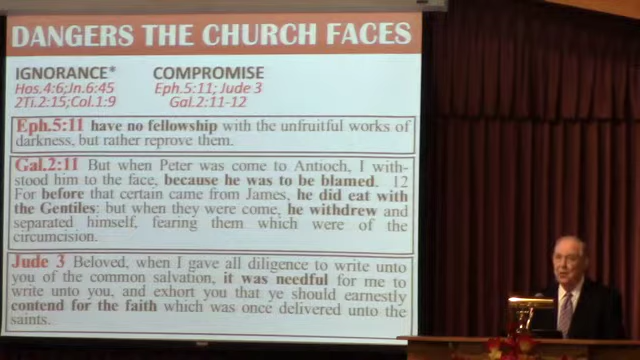 DANGERS THE CHURCH FACES
IGNORANCE* COMPROMISE
Hos.4:6;Jn.6:45 Eph.5:11; Jude 3
2Ti.2:15;Col.1:9 Gal.2:11-12
Eph.5:11 have no fellowship with the unfruitful works of
darkness, but rather reprove them.
Gal.2:11 But when Peter was come to Antioch, I with-
stood him to the face, because he was to be blamed. 12
For before that certain came from James, he did eat with
the Gentiles: but when they were come, he withdrew and
separated himself, fearing them which were of the
circumcision.
Jude 3 Beloved, when I gave all diligence to write unto
you of the common salvation, it was needful for me to
write unto you, and exhort you that ye should earnestly
contend for the faith which was once delivered unto the
saints.